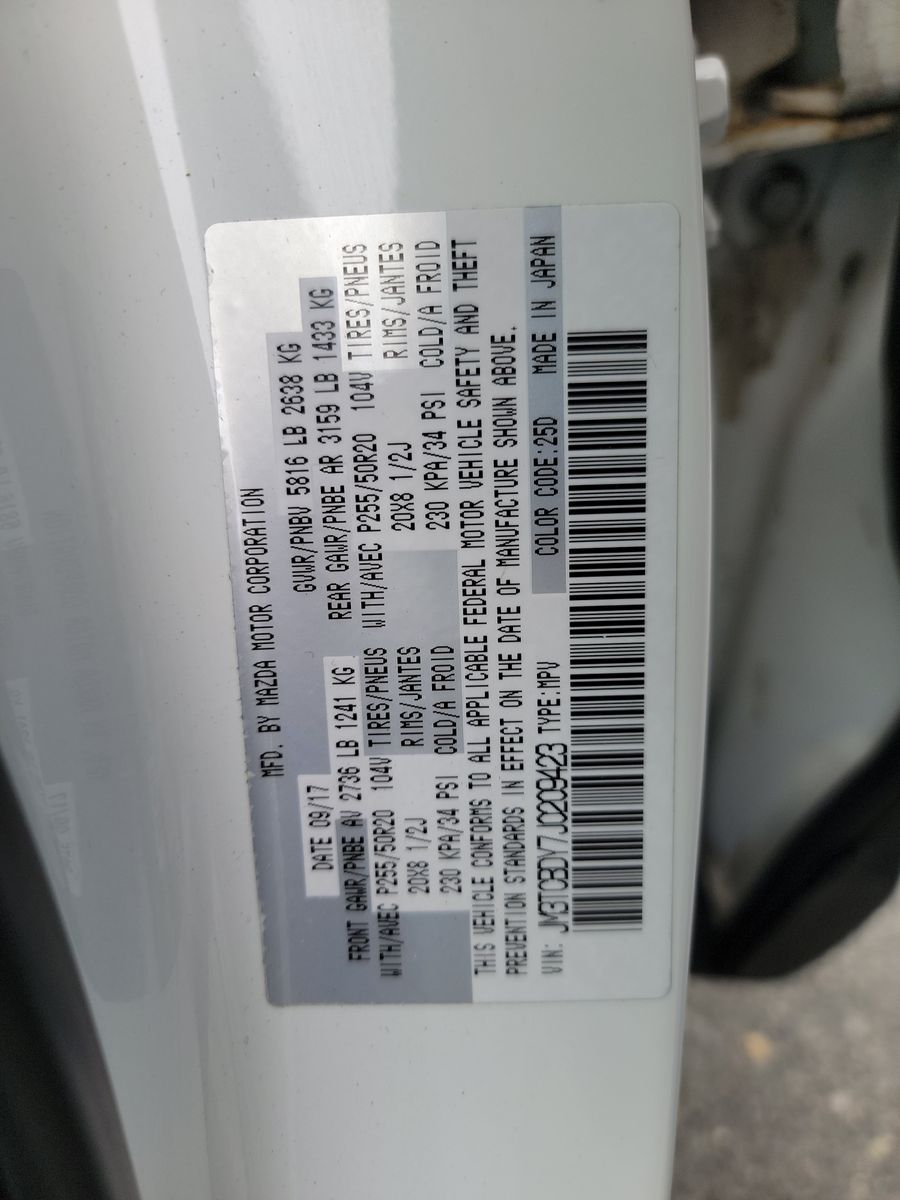 MFD. BY MAZDA MOTOR CORPORATION
DATE 09/17 GVWR/PNBV 5816 LB 2638 KG
FRONT GAWR/PNBE AV 2736 LB 1241 KG REAR GAWR/PNBE AR 3159 LB 1433 KG
WITH/AVEC P255/50R20 104V TIRES/PNEUS WITH/AVEC P255/50R20 104V TIRES/PNEUS
20X8 1/2J RIMS/JANTES 20X8 1/2J RIMS/JANTES
230 KPA/34 PSI COLD/A FROID 230 KPA/34 PSI COLD/A FROID
THIS VEHICLE CONFORMS TO ALL APPLICABLE FEDERAL MOTOR VEHICLE SAFETY AND THEFT
PREVENTION STANDARDS IN EFFECT ON THE DATE OF MANUFACTURE SHOWN ABOVE.
VIN: JM3TCBDY7J0209423 TYPE:MPV COLOR CODE:25D MADE IN JAPAN